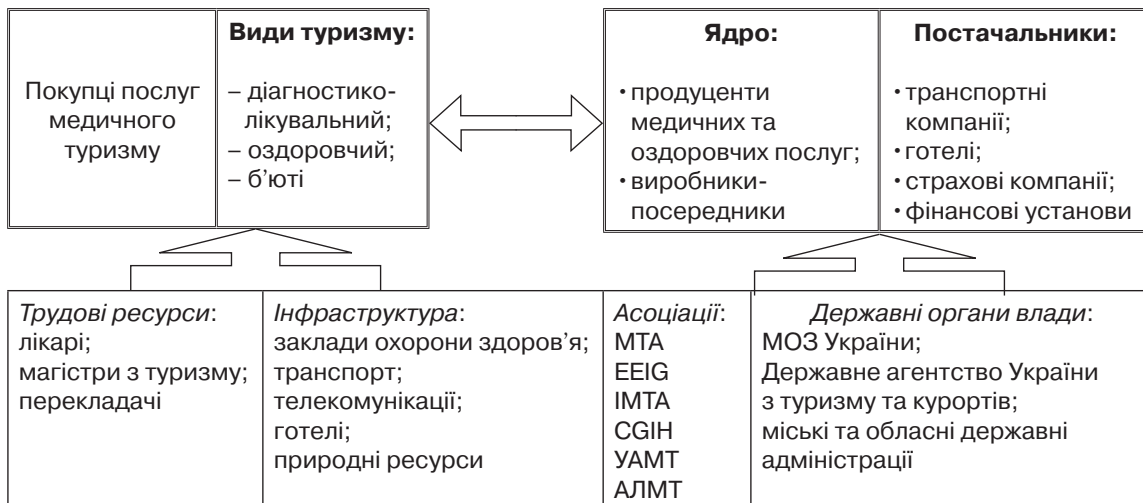 Покупці послуг
медичного
туризму
Види туризму:
– діагностико-
лікувальний;
– оздоровчий;
– б’юті
Ядро:
• продуценти
медичних та
оздоровчих послуг;
• виробники-
посередники
Постачальники:
• транспортні
компанії;
• готелі;
• страхові компанії;
• фінансові установи
Трудові ресурси:
лікарі;
магістри з туризму;
перекладачі
Інфраструктура:
заклади охорони здоров’я;
транспорт;
телекомунікації;
готелі;
природні ресурси
Асоціації:
МТА
EEIG
IMTA
CGIH
УАМТ
АЛМТ
Державні органи влади:
МОЗ України;
Державне агентство України
з туризму та курортів;
міські та обласні державні
адміністрації